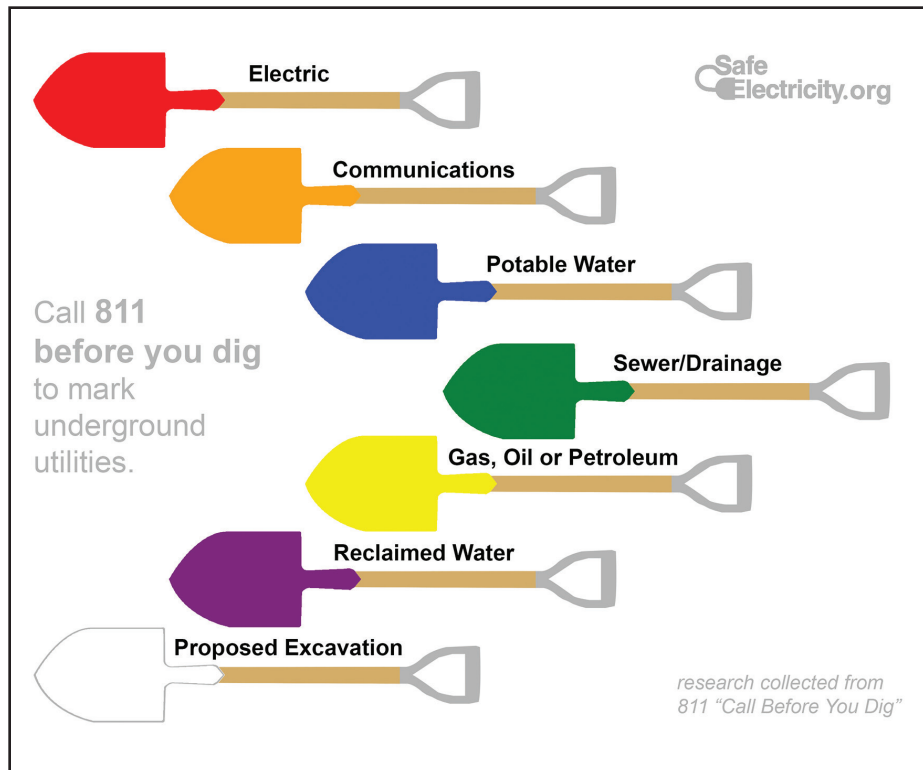 Electric
Safe
Electricity.org
Communications
Potable Water
Call 811
before you dig
to mark
underground
utilities.
Sewer/Drainage
Gas, Oil or Petroleum
Reclaimed Water
Proposed Excavation
research collected from
811 “Call Before You Dig”